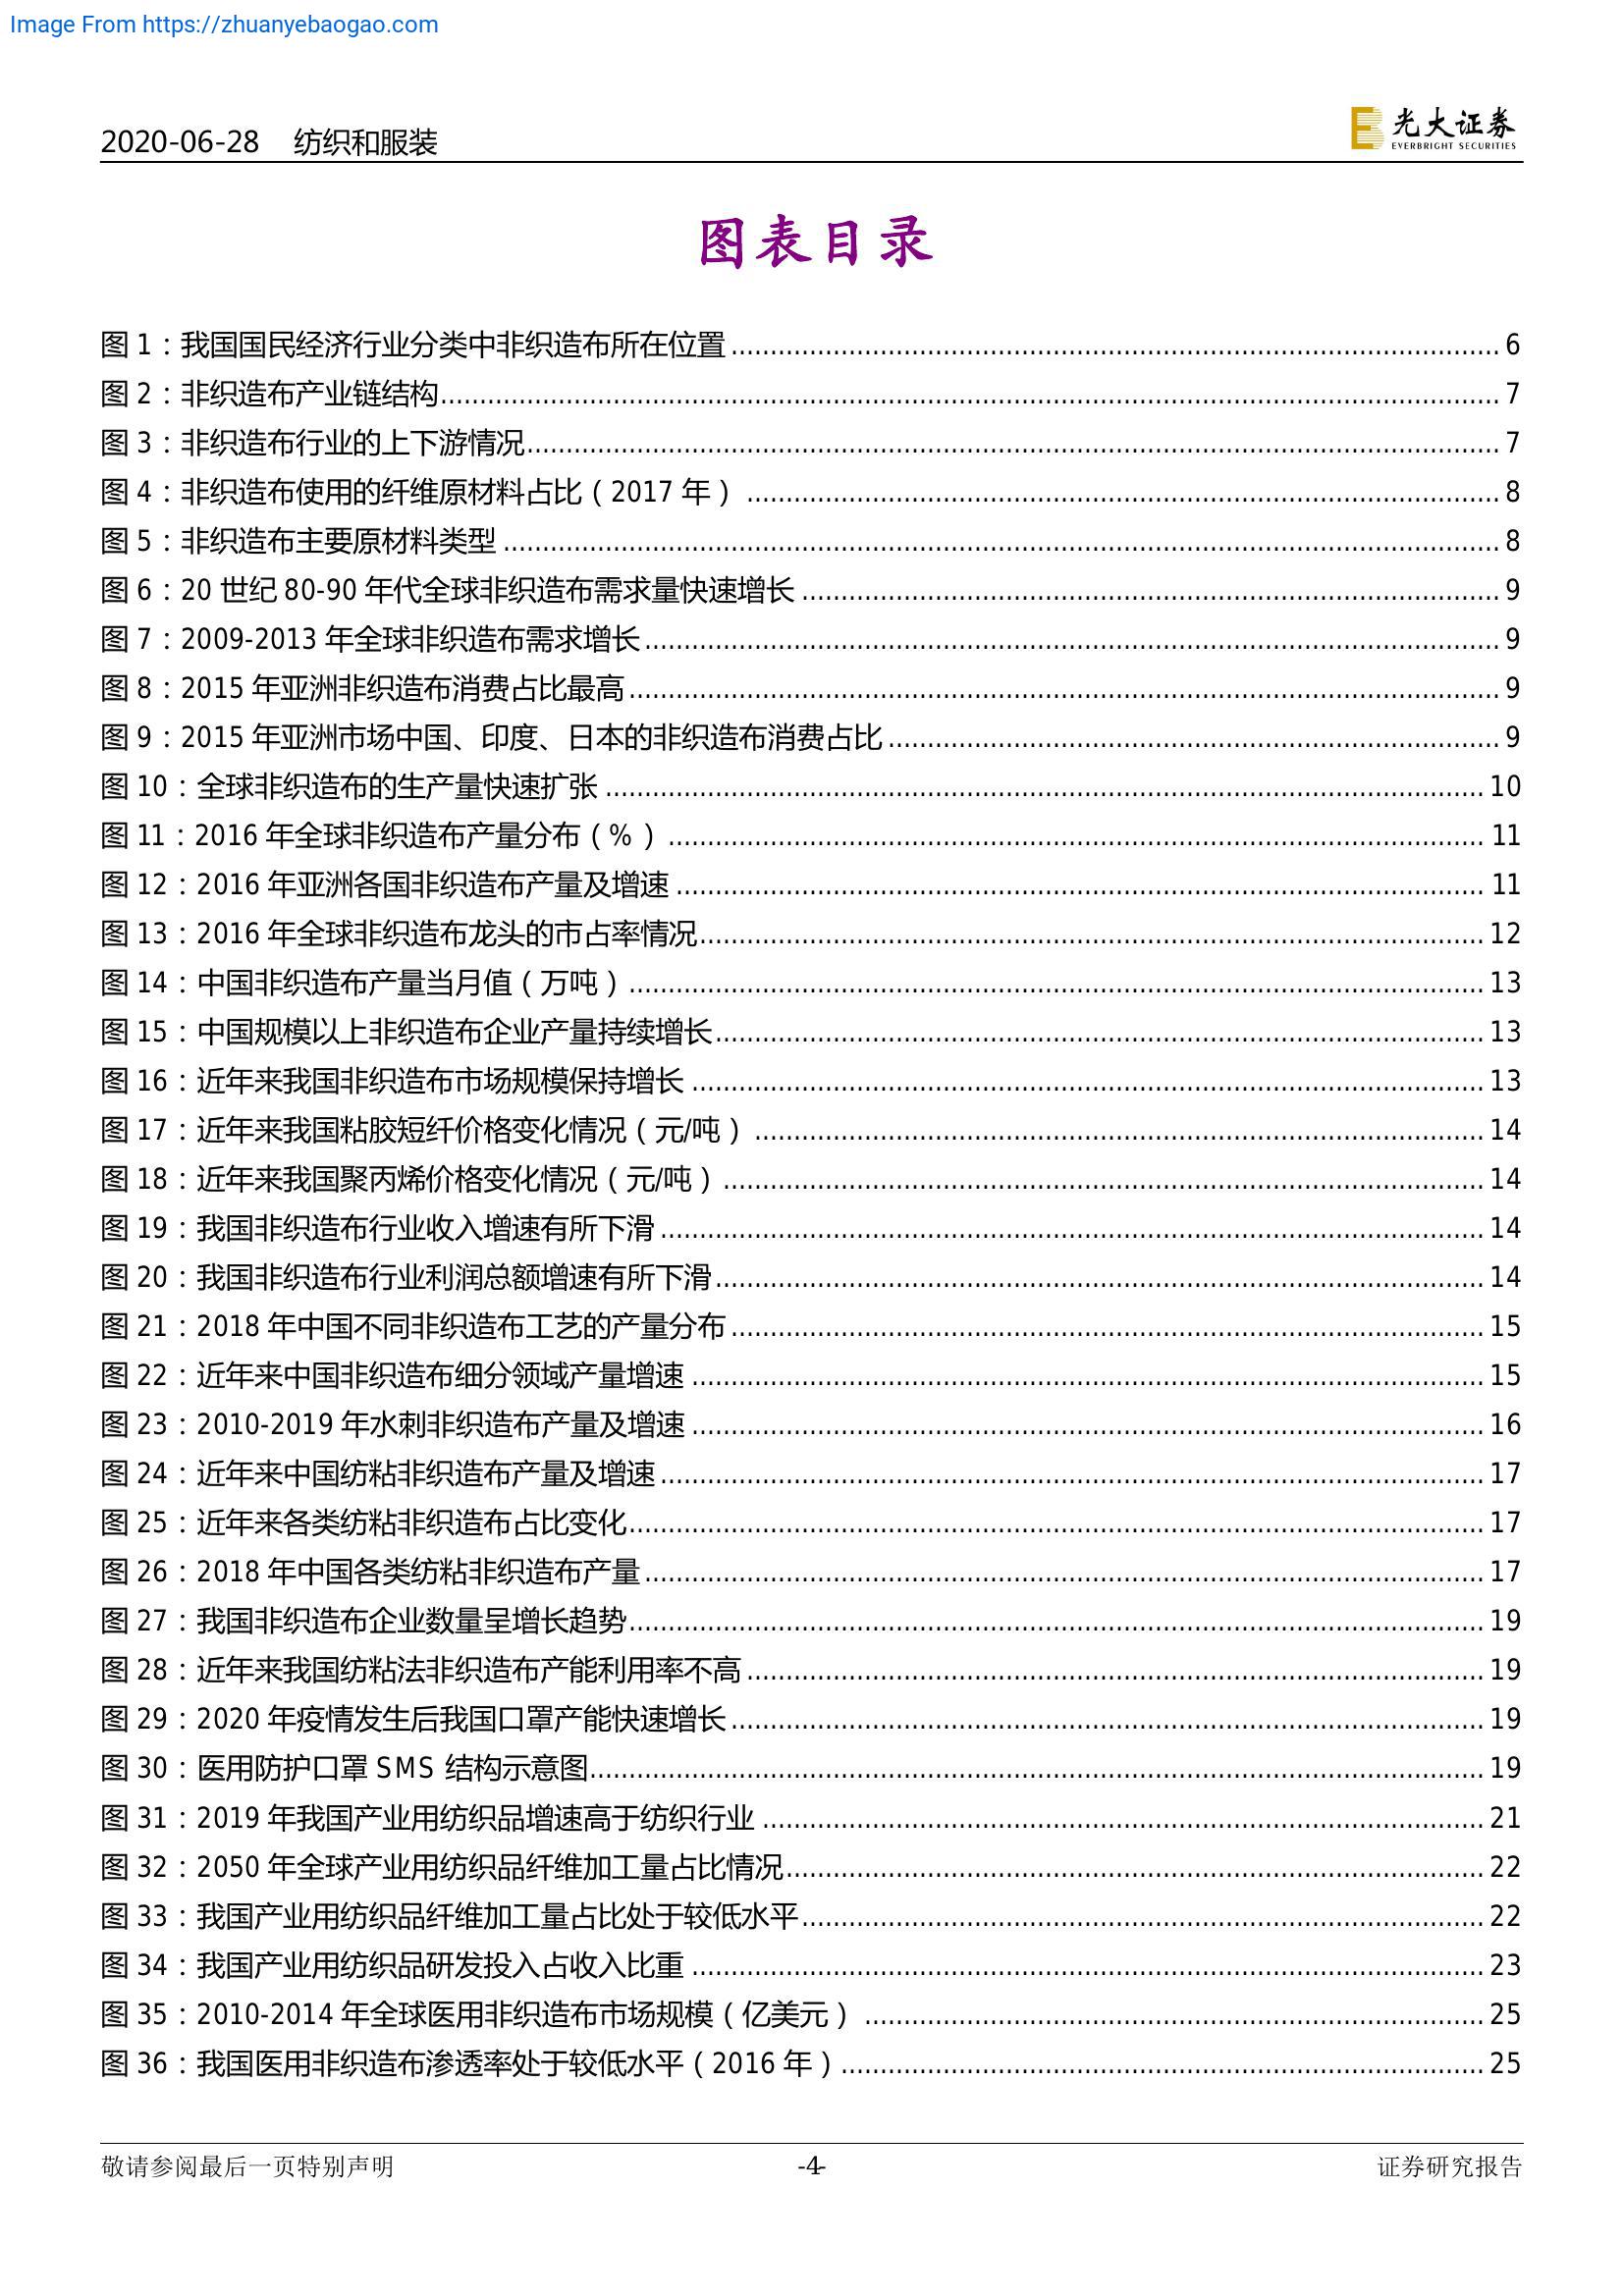 Image From https://zhuanyebaogao.com
2020-06-28 纺织和服装
光大证券
EVERBRIGHT SECURITIES
图表目录
图 1：我国国民经济行业分类中非织造布所在位置 6
图 2：非织造布产业链结构 7
图 3：非织造布行业的上下游情况 7
图 4：非织造布使用的纤维原材料占比（2017 年） 8
图 5：非织造布主要原材料类型 8
图 6：20 世纪 80-90 年代全球非织造布需求量快速增长 9
图 7：2009-2013 年全球非织造布需求增长 9
图 8：2015 年亚洲非织造布消费占比最高 9
图 9：2015 年亚洲市场中国、印度、日本的非织造布消费占比 9
图 10：全球非织造布的生产量快速扩张 10
图 11：2016 年全球非织造布产量分布（%） 11
图 12：2016 年亚洲各国非织造布产量及增速 11
图 13：2016 年全球非织造布龙头的市占率情况 12
图 14：中国非织造布产量当月值（万吨） 13
图 15：中国规模以上非织造布企业产量持续增长 13
图 16：近年来我国非织造布市场规模保持增长 13
图 17：近年来我国粘胶短纤价格变化情况（元/吨） 14
图 18：近年来我国聚丙烯价格变化情况（元/吨） 14
图 19：我国非织造布行业收入增速有所下滑 14
图 20：我国非织造布行业利润总额增速有所下滑 14
图 21：2018 年中国不同非织造布工艺的产量分布 15
图 22：近年来中国非织造布细分领域产量增速 15
图 23：2010-2019 年水刺非织造布产量及增速 16
图 24：近年来中国纺粘非织造布产量及增速 17
图 25：近年来各类纺粘非织造布占比变化 17
图 26：2018 年中国各类纺粘非织造布产量 17
图 27：我国非织造布企业数量呈增长趋势 19
图 28：近年来我国纺粘法非织造布产能利用率不高 19
图 29：2020 年疫情发生后我国口罩产能快速增长 19
图 30：医用防护口罩 SMS 结构示意图 19
图 31：2019 年我国产业用纺织品增速高于纺织行业 21
图 32：2050 年全球产业用纺织品纤维加工量占比情况 22
图 33：我国产业用纺织品纤维加工量占比处于较低水平 22
图 34：我国产业用纺织品研发投入占收入比重 23
图 35：2010-2014 年全球医用非织造布市场规模（亿美元） 25
图 36：我国医用非织造布渗透率处于较低水平（2016 年） 25
敬请参阅最后一页特别声明 -4- 证券研究报告